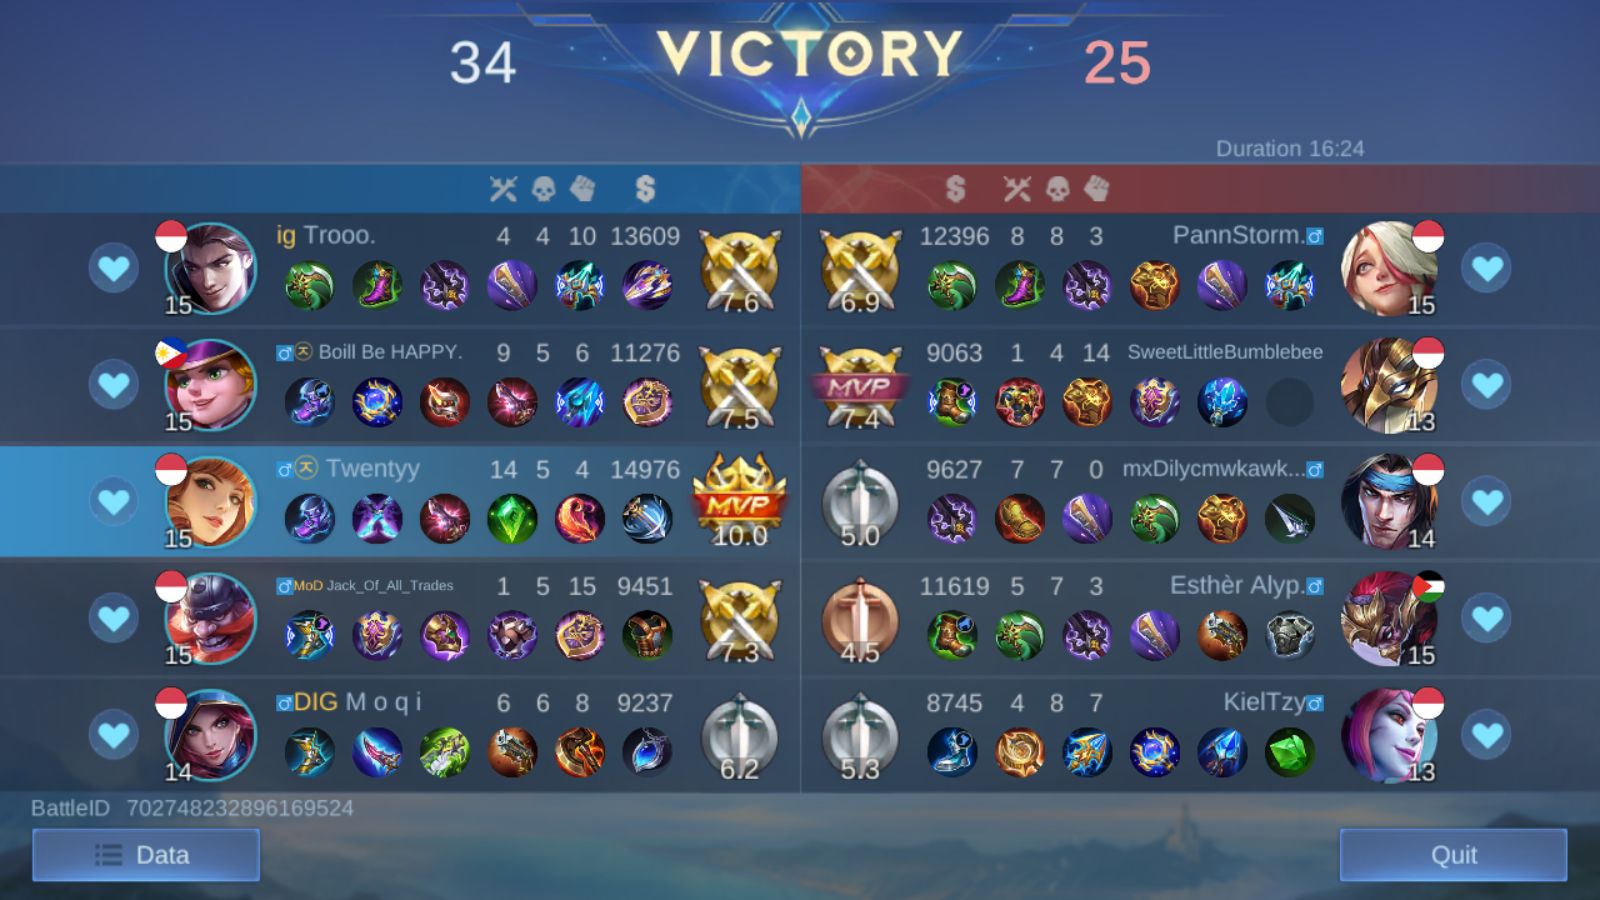 34 VICTORY 25
Duration 16:24
ig Trooo. 4 4 10 13609 7.6 15
6.9 12396 8 8 3 PannStorm. 15
Boill Be HAPPY. 9 5 6 11276 7.5 15
MVP 7.4 9063 1 4 14 SweetLittleBumblebee 13
Twentyy 14 5 4 14976 MVP 10.0 15
5.0 9627 7 7 0 mxDilycmwkawk... 14
MoD Jack_Of_All_Trades 1 5 15 9451 7.3 15
4.5 11619 5 7 3 Esthèr Alyp. 15
DIG M o q i 6 6 8 9237 6.2 14
5.3 8745 4 8 7 KielTzy 13
BattleID 702748232896169524
Data
Quit